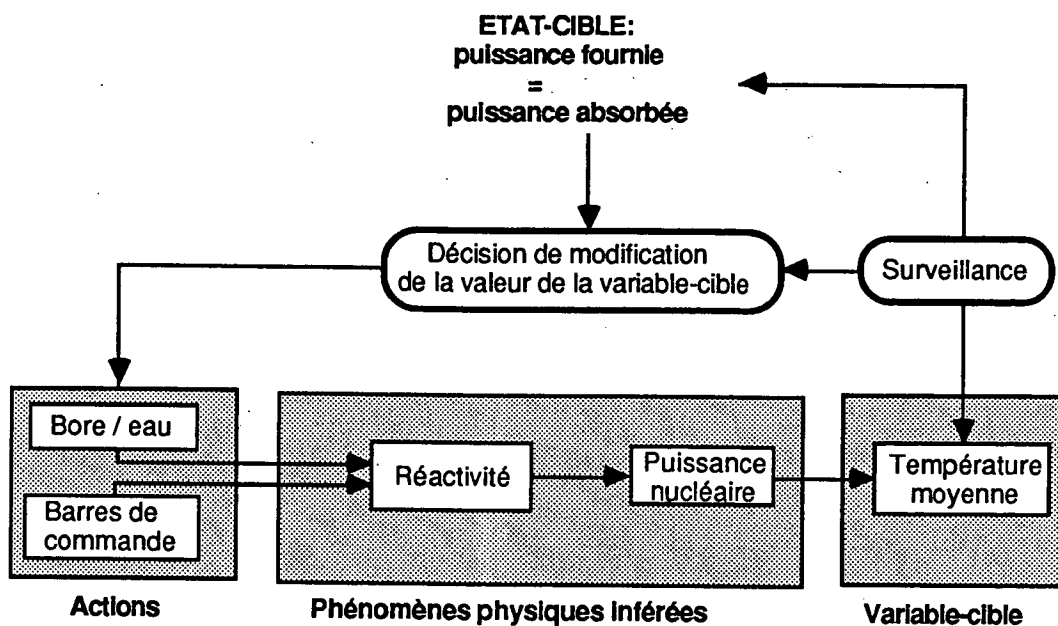 ETAT-CIBLE:
puissance fournie
=
puissance absorbée
Décision de modification
de la valeur de la variable-cible
Surveillance
Bore / eau
Barres de
commande
Réactivité
Puissance
nucléaire
Température
moyenne
Actions
Phénomènes physiques inférées
Variable-cible